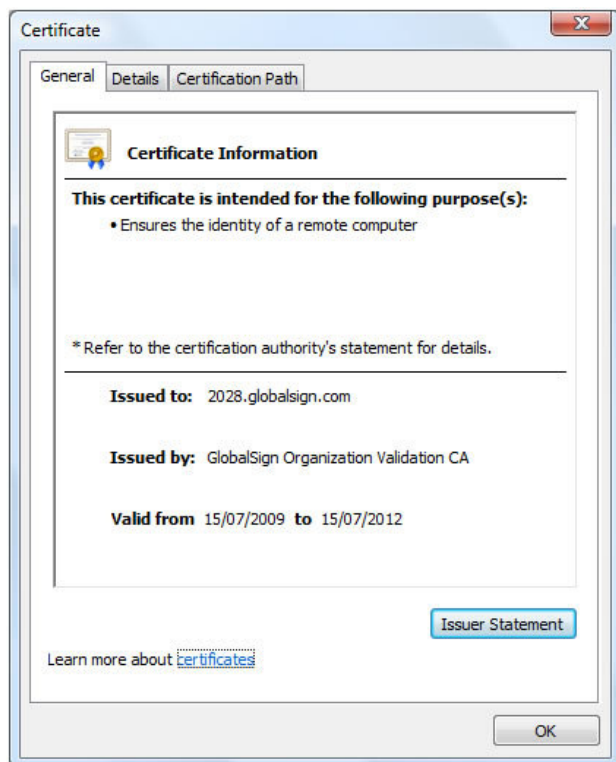 Certificate
X
General Details Certification Path
Certificate Information
This certificate is intended for the following purpose(s):
• Ensures the identity of a remote computer
* Refer to the certification authority's statement for details.
Issued to: 2028.globalsign.com
Issued by: GlobalSign Organization Validation CA
Valid from 15/07/2009 to 15/07/2012
Issuer Statement
Learn more about certificates
OK